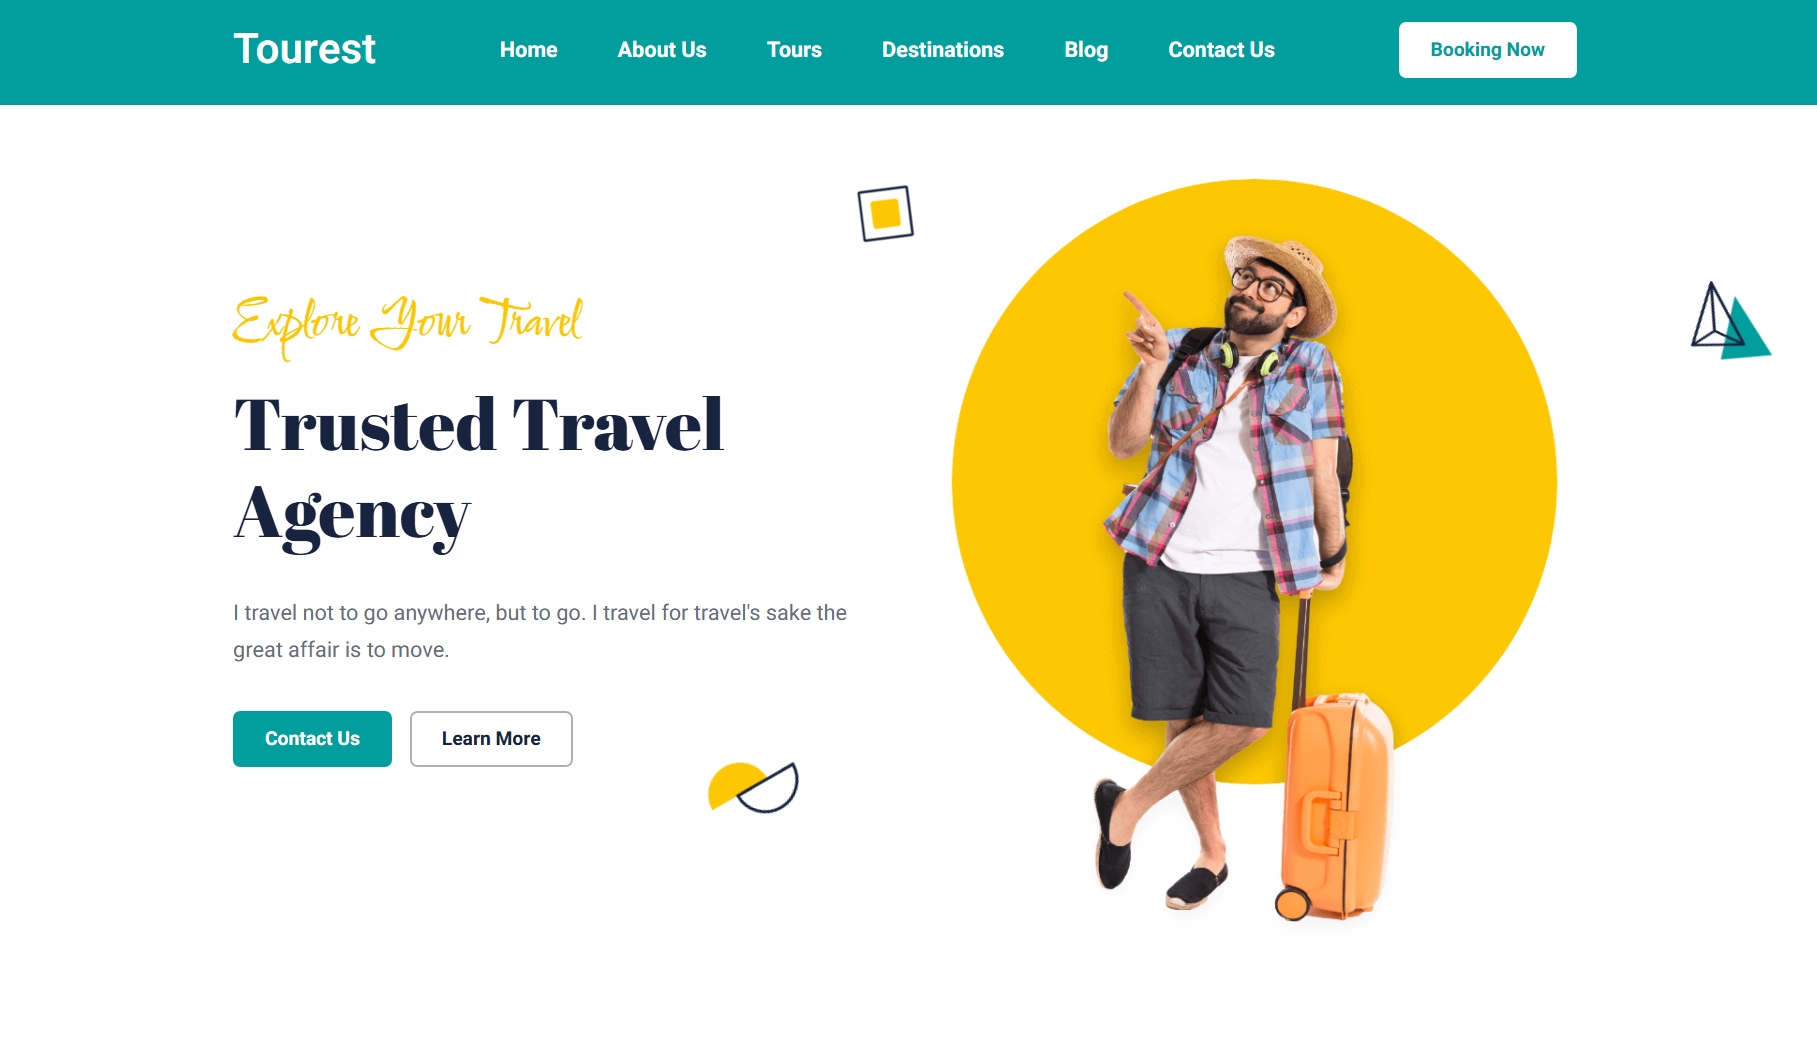 Tourest
Home
About Us
Tours
Destinations
Blog
Contact Us
Booking Now
Explore Your Travel
Trusted Travel
Agency
I travel not to go anywhere, but to go. I travel for travel's sake the
great affair is to move.
Contact Us
Learn More